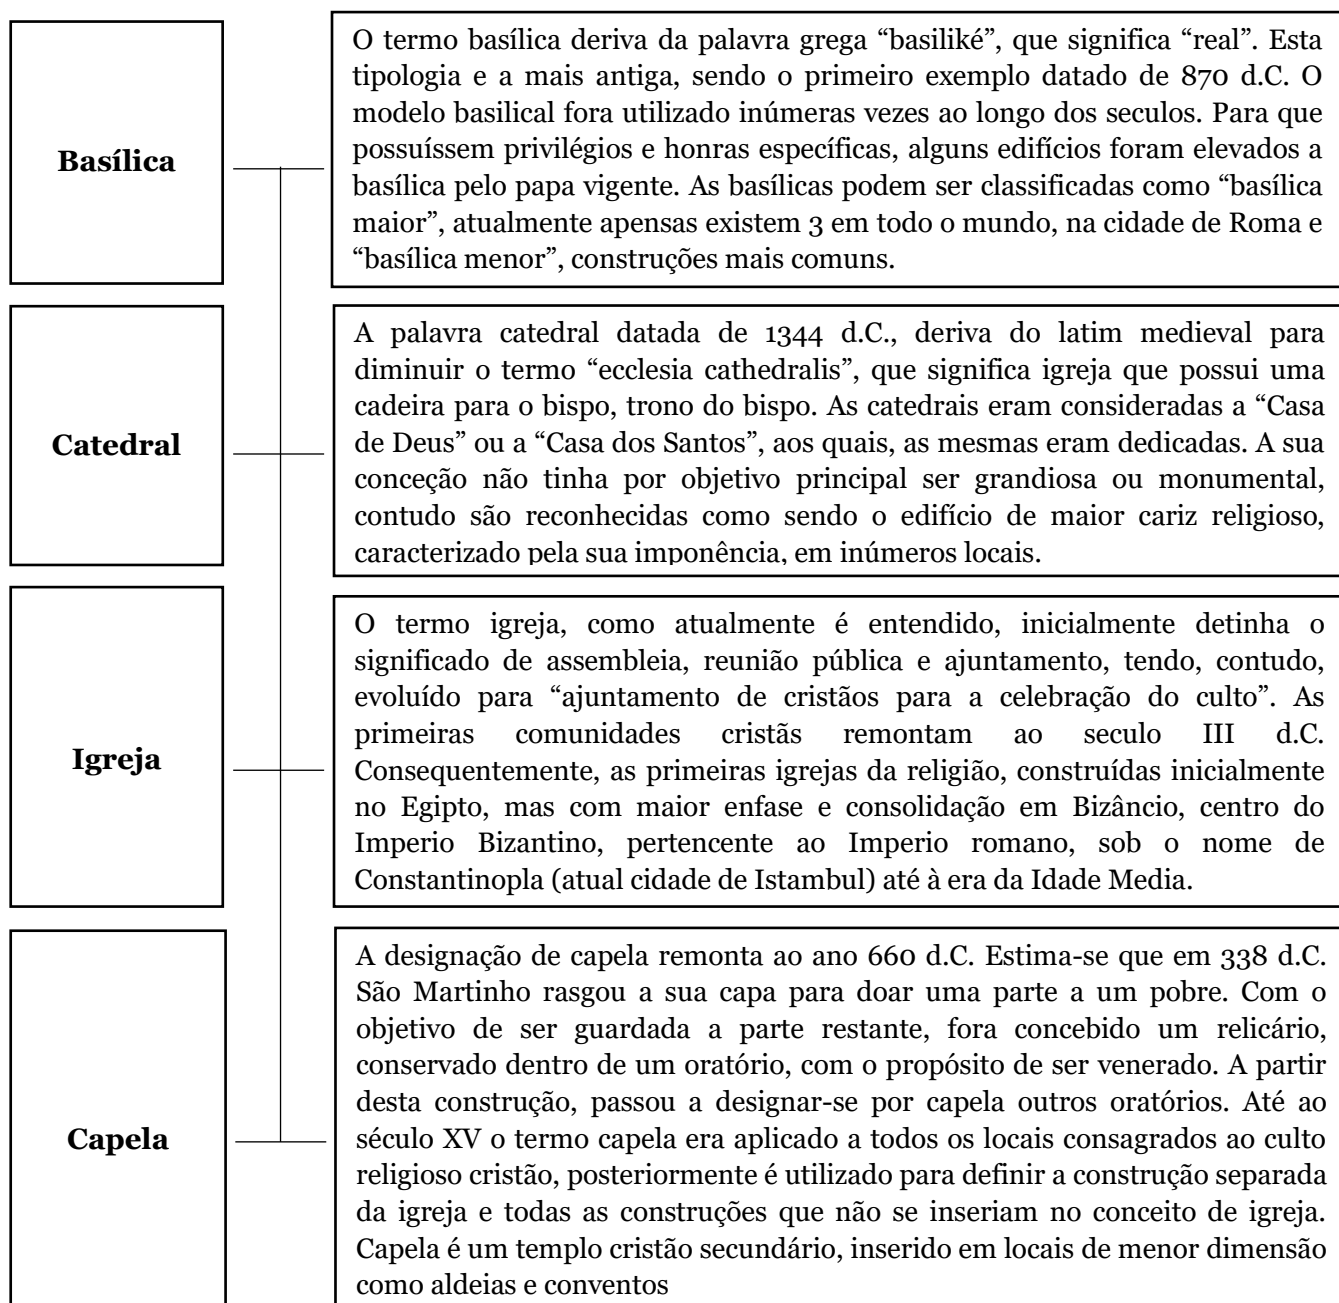 Basílica
O termo basílica deriva da palavra grega “basiliké”, que significa “real”. Esta
tipologia e a mais antiga, sendo o primeiro exemplo datado de 870 d.C. O
modelo basilical fora utilizado inúmeras vezes ao longo dos seculos. Para que
possuíssem privilégios e honras específicas, alguns edifícios foram elevados a
basílica pelo papa vigente. As basílicas podem ser classificadas como “basílica
maior”, atualmente apensas existem 3 em todo o mundo, na cidade de Roma e
“basílica menor”, construções mais comuns.
Catedral
A palavra catedral datada de 1344 d.C., deriva do latim medieval para
diminuir o termo “ecclesia cathedralis”, que significa igreja que possui uma
cadeira para o bispo, trono do bispo. As catedrais eram consideradas a “Casa
de Deus” ou a “Casa dos Santos”, aos quais, as mesmas eram dedicadas. A sua
conceção não tinha por objetivo principal ser grandiosa ou monumental,
contudo são reconhecidas como sendo o edifício de maior cariz religioso,
caracterizado pela sua imponência, em inúmeros locais.
Igreja
O termo igreja, como atualmente é entendido, inicialmente detinha o
significado de assembleia, reunião pública e ajuntamento, tendo, contudo,
evoluído para “ajuntamento de cristãos para a celebração do culto”. As
primeiras comunidades cristãs remontam ao seculo III d.C.
Consequentemente, as primeiras igrejas da religião, construídas inicialmente
no Egipto, mas com maior enfase e consolidação em Bizâncio, centro do
Imperio Bizantino, pertencente ao Imperio romano, sob o nome de
Constantinopla (atual cidade de Istambul) até à era da Idade Media.
Capela
A designação de capela remonta ao ano 660 d.C. Estima-se que em 338 d.C.
São Martinho rasgou a sua capa para doar uma parte a um pobre. Com o
objetivo de ser guardada a parte restante, fora concebido um relicário,
conservado dentro de um oratório, com o propósito de ser venerado. A partir
desta construção, passou a designar-se por capela outros oratórios. Até ao
século XV o termo capela era aplicado a todos os locais consagrados ao culto
religioso cristão, posteriormente é utilizado para definir a construção separada
da igreja e todas as construções que não se inseriam no conceito de igreja.
Capela é um templo cristão secundário, inserido em locais de menor dimensão
como aldeias e conventos